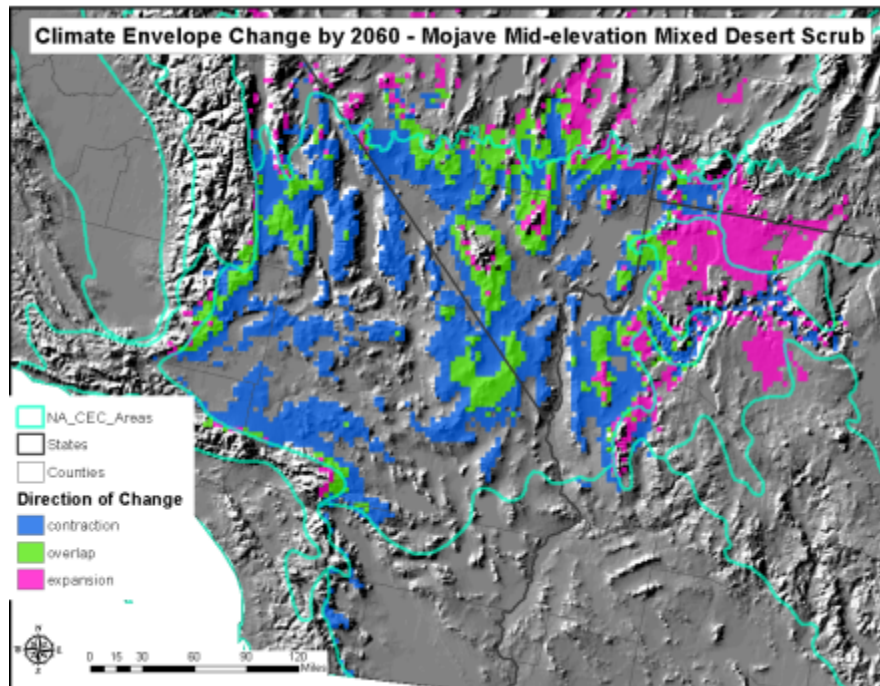 Climate Envelope Change by 2060 - Mojave Mid-elevation Mixed Desert Scrub
NA_CEC_Areas
States
Counties
Direction of Change
contraction
overlap
expansion
0 15 30 60 90 120
Miles